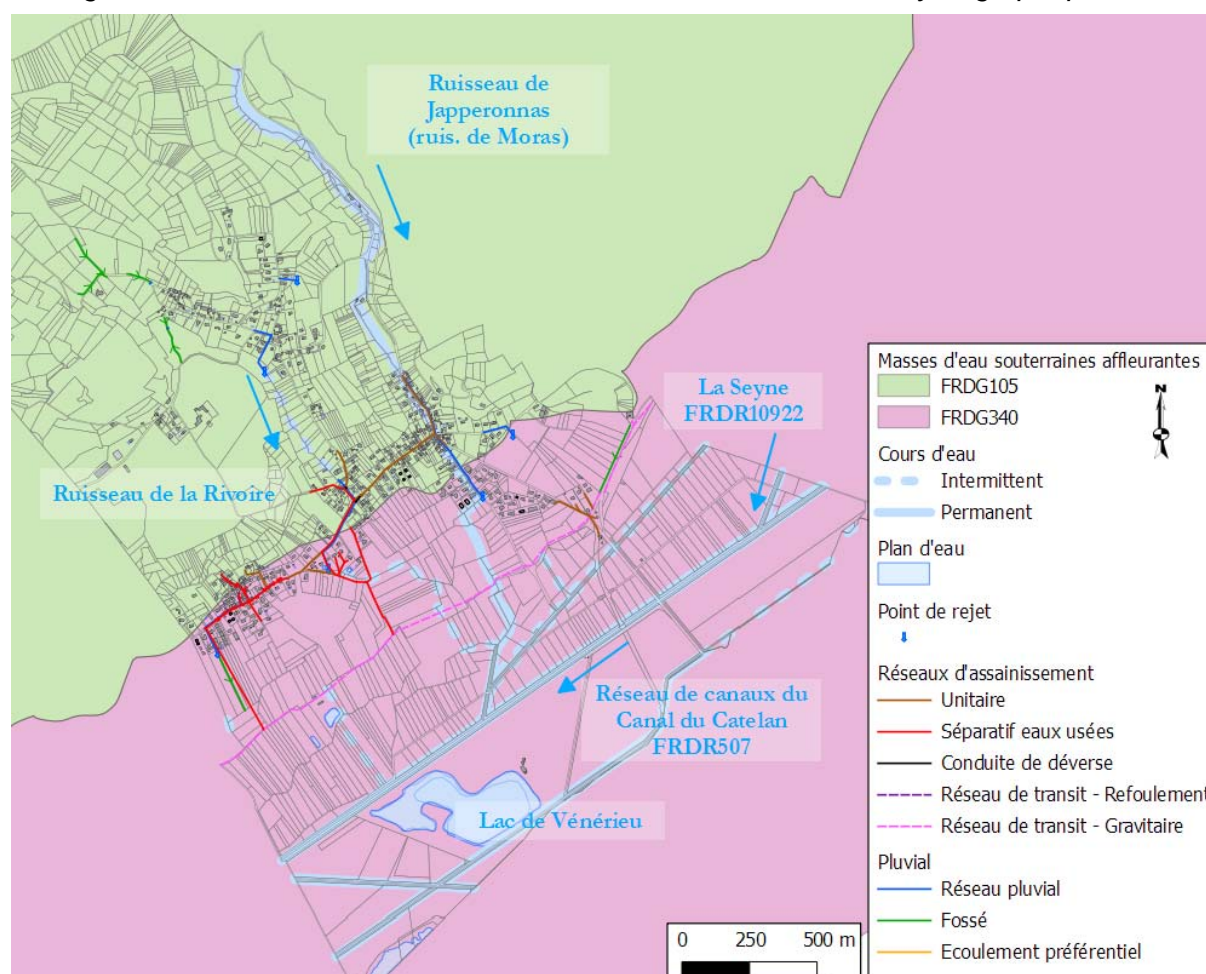 Ruisseau de
Japperonnas
(ruis. de Moras)
La Seyne
FRDR10922
Ruisseau de la Rivoire
Réseau de canaux du
Canal du Catelan
FRDR507
Lac de Vénérieu
Masses d'eau souterraines affleurantes
FRDG105
FRDG340
N
Cours d'eau
Intermittent
Permanent
Plan d'eau
Point de rejet
Réseaux d'assainissement
Unitaire
Séparatif eaux usées
Conduite de déverse
Réseau de transit - Refoulement
Réseau de transit - Gravitaire
Pluvial
Réseau pluvial
Fossé
Ecoulement préférentiel
0 250 500 m